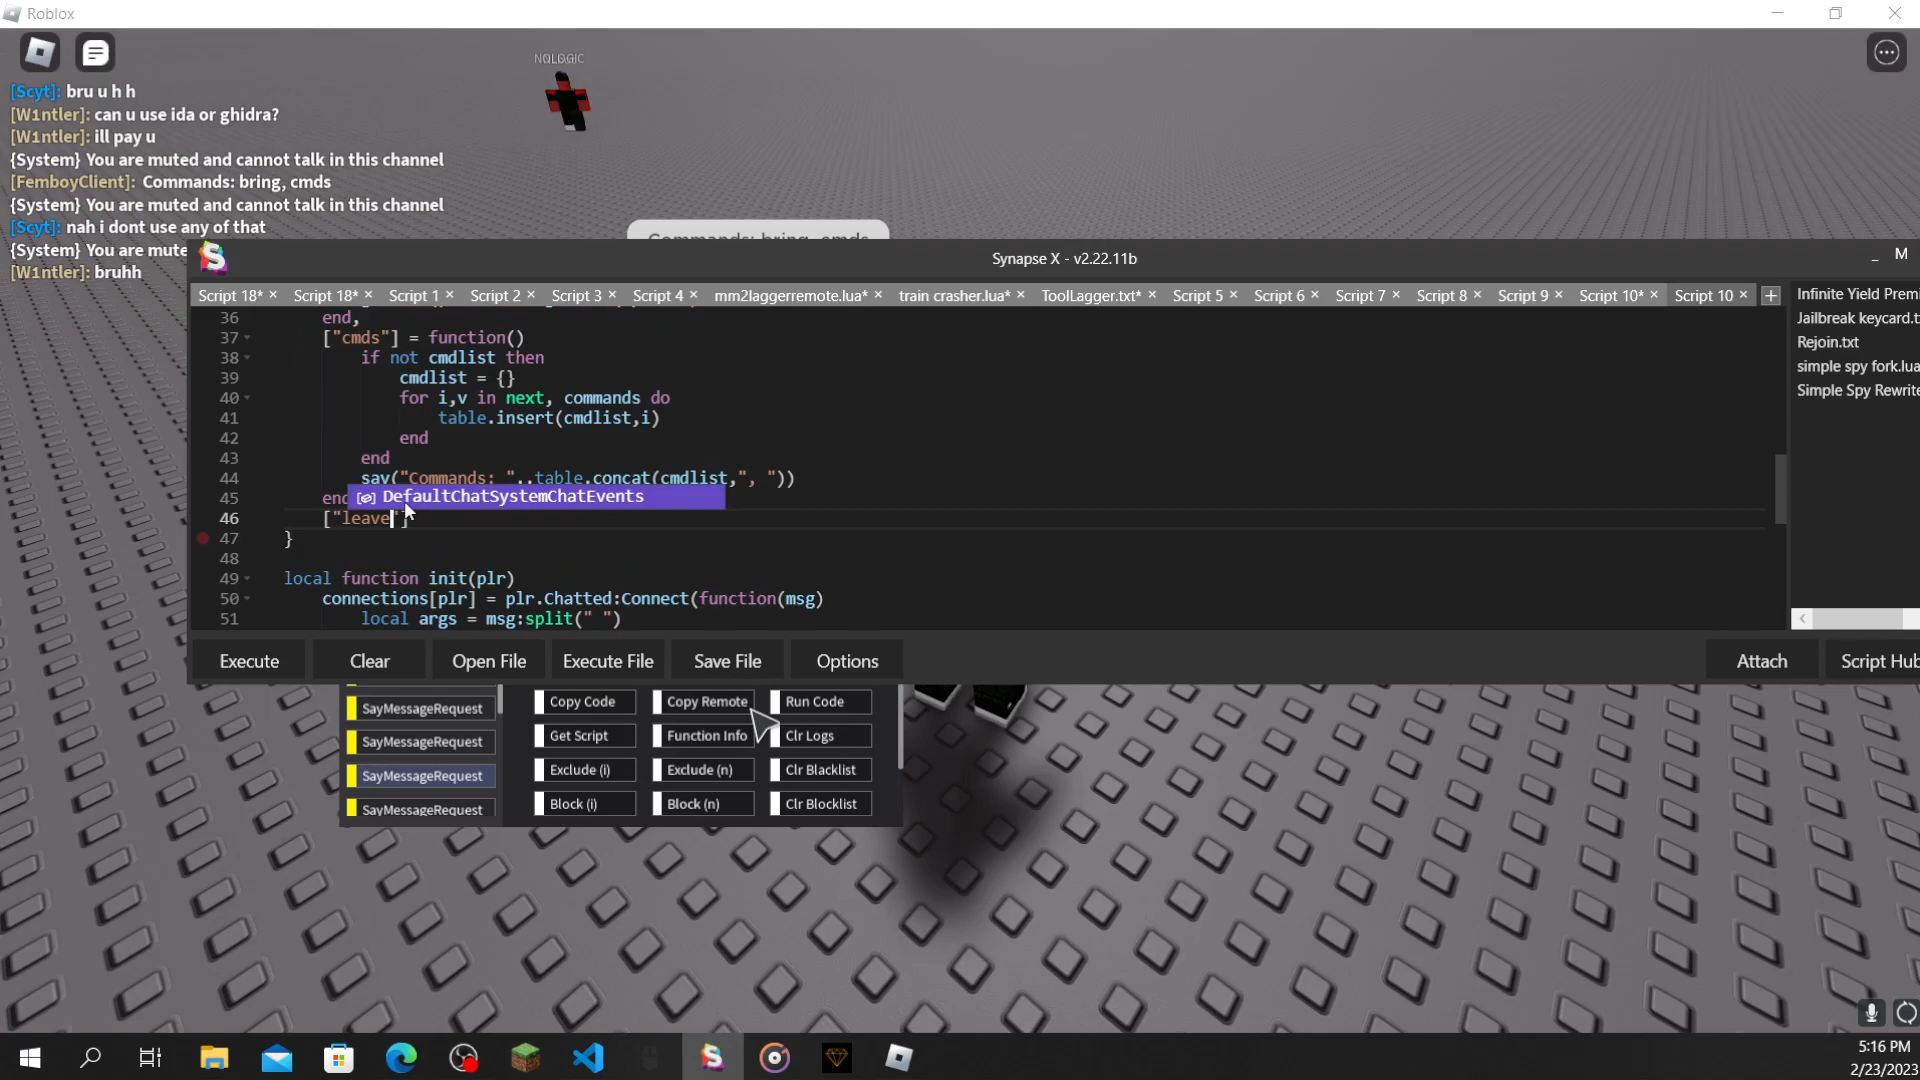 Roblox
NOLOGIC
[Scyt]: bru u h h
[W1ntler]: can u use ida or ghidra?
[W1ntler]: ill pay u
{System} You are muted and cannot talk in this channel
[FemboyClient]: Commands: bring, cmds
{System} You are muted and cannot talk in this channel
[Scyt]: nah i dont use any of that
{System} You are mute
[W1ntler]: bruhh
Commands: bring, cmds
Synapse X - v2.22.11b
_ M
Script 18* × Script 18* × Script 1 × Script 2 × Script 3 × Script 4 × mm2laggerremote.lua* × train crasher.lua* × ToolLagger.txt* × Script 5 × Script 6 × Script 7 × Script 8 × Script 9 × Script 10* × Script 10 × +
36 end,
37 ["cmds"] = function()
38 if not cmdlist then
39 cmdlist = {}
40 for i,v in next, commands do
41 table.insert(cmdlist,i)
42 end
43 end
44 say("Commands: "..table.concat(cmdlist,", "))
45 end
DefaultChatSystemChatEvents
46 ["leave"]
47 }
48
49 local function init(plr)
50 connections[plr] = plr.Chatted:Connect(function(msg)
51 local args = msg:split(" ")
Infinite Yield Premi
Jailbreak keycard.t
Rejoin.txt
simple spy fork.lua
Simple Spy Rewrite
Execute Clear Open File Execute File Save File Options Attach Script Hub
SayMessageRequest
SayMessageRequest
SayMessageRequest
SayMessageRequest
Copy Code Copy Remote Run Code
Get Script Function Info Clr Logs
Exclude (i) Exclude (n) Clr Blacklist
Block (i) Block (n) Clr Blocklist
5:16 PM
2/23/2023